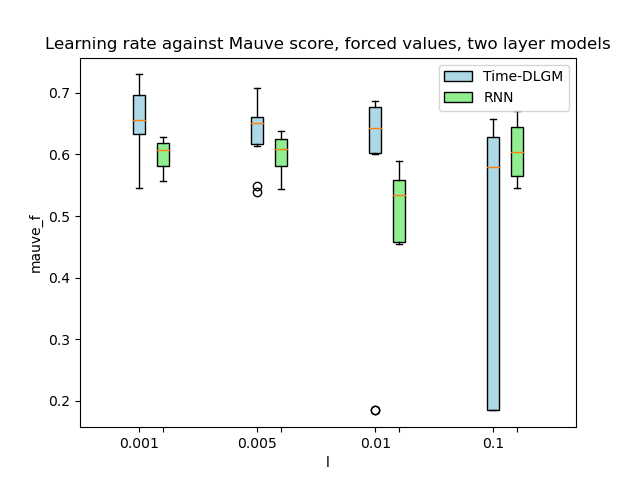 Learning rate against Mauve score, forced values, two layer models
Time-DLGM
RNN
0.7
0.6
0.5
0.4
0.3
0.2
mauve_f
0.001
0.005
0.01
0.1
l